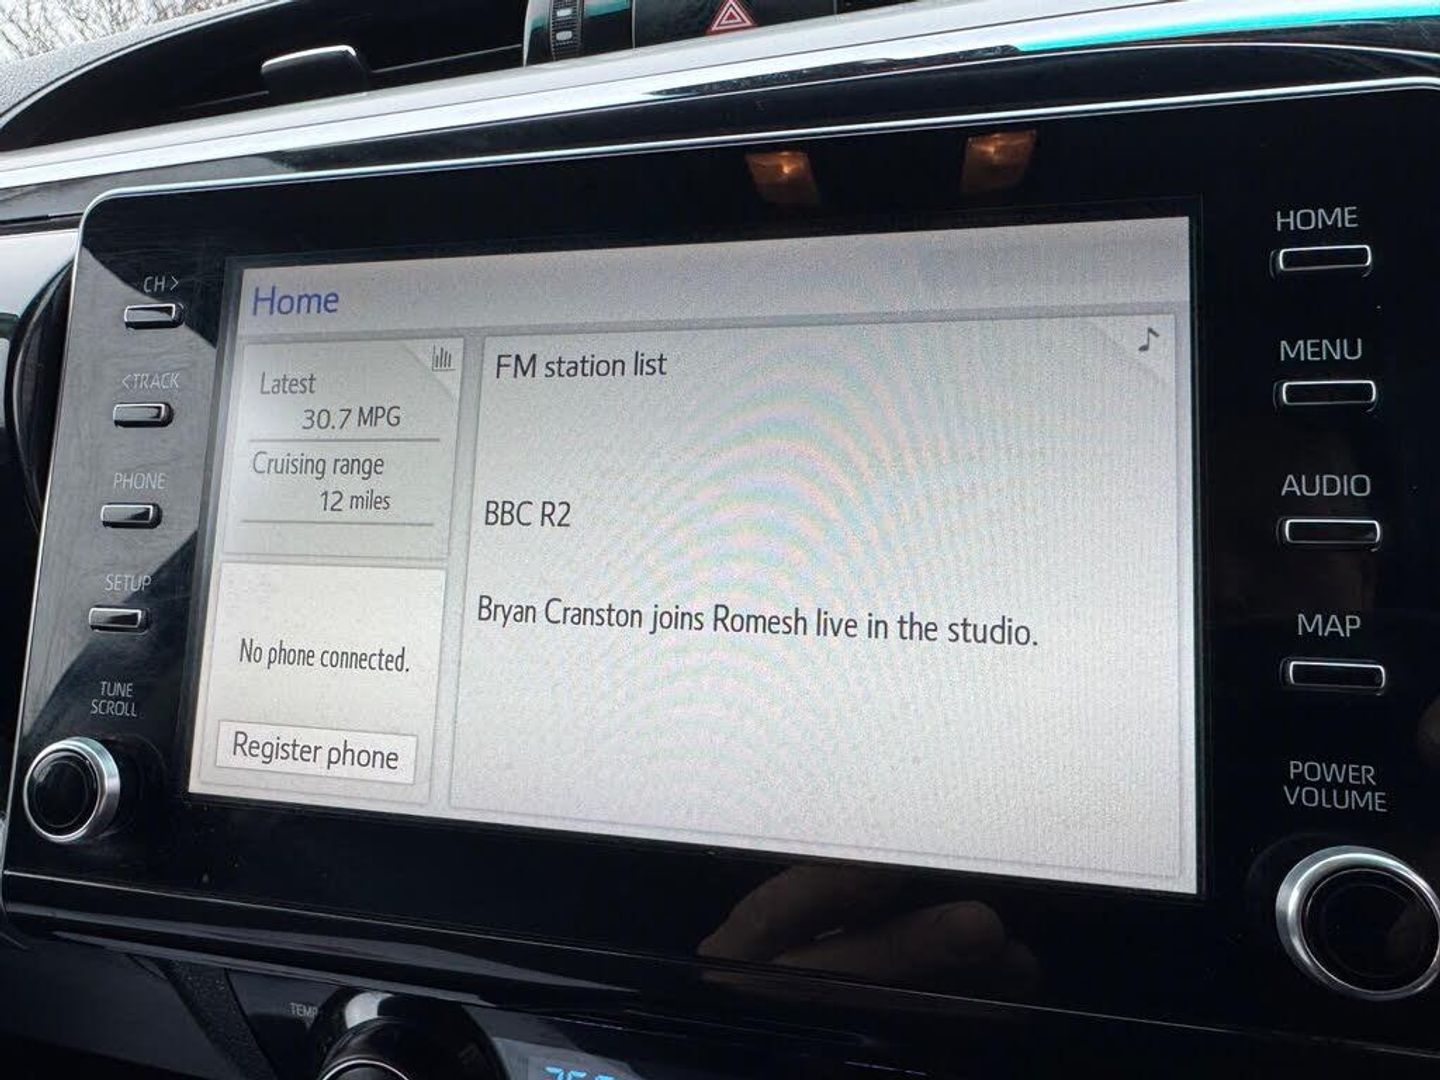 CH>
<TRACK
PHONE
SETUP
TUNE
SCROLL
Home
Latest
30.7 MPG
Cruising range
12 miles
No phone connected.
Register phone
FM station list
BBC R2
Bryan Cranston joins Romesh live in the studio.
HOME
MENU
AUDIO
MAP
POWER
VOLUME
TEMP